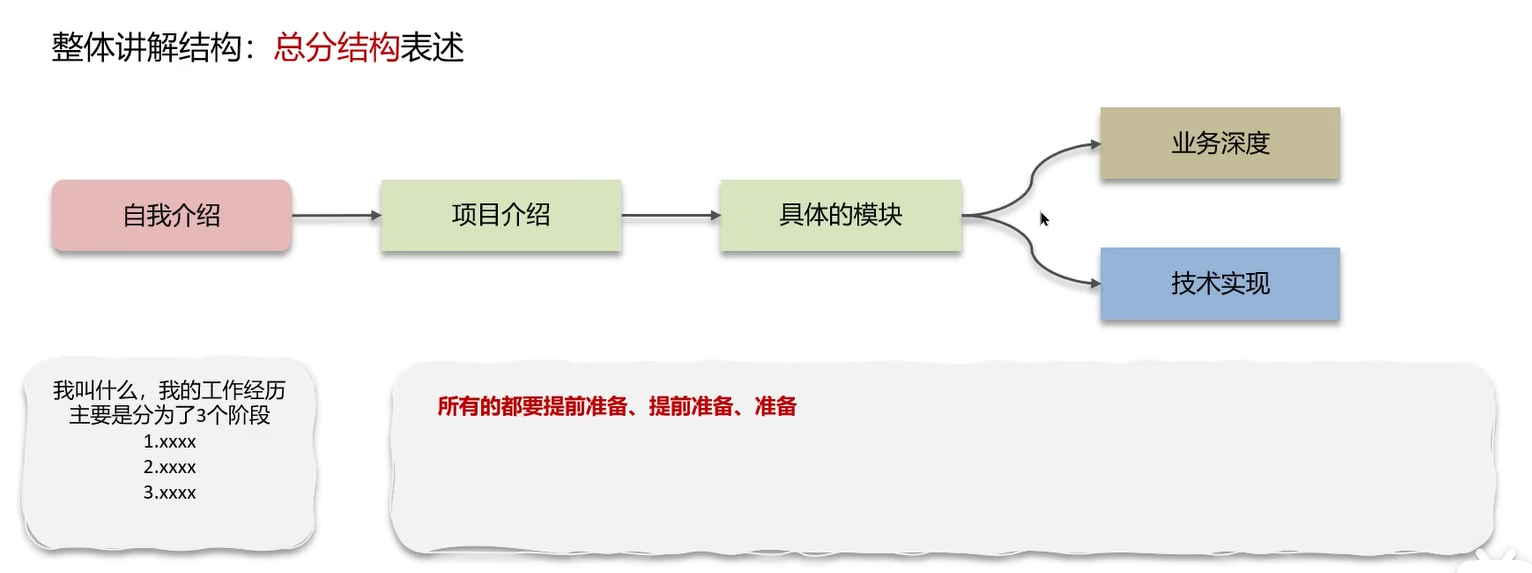 整体讲解结构：总分结构表述
业务深度
自我介绍
项目介绍
具体的模块
技术实现
我叫什么，我的工作经历
主要是分为了3个阶段
1.xxxx
2.xxxx
3.xxxx
所有的都要提前准备、提前准备、准备